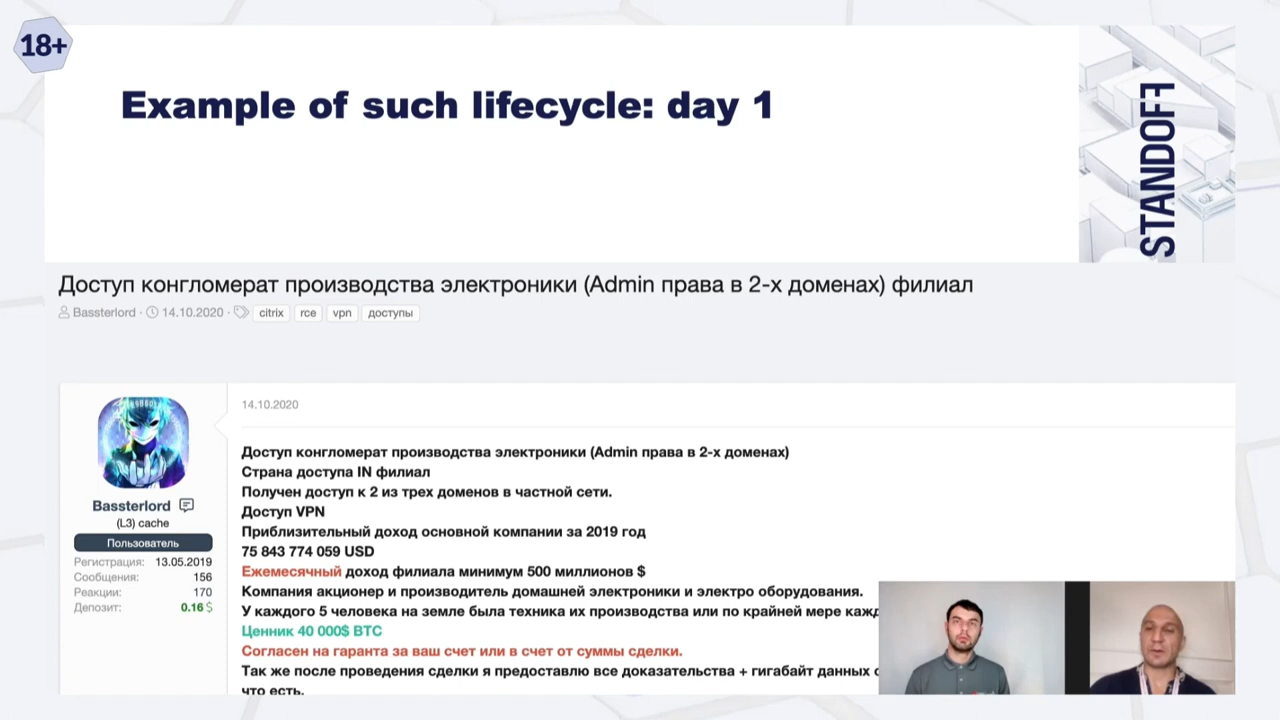 18+
Example of such lifecycle: day 1
STANDOFF
Доступ конгломерат производства электроники (Admin права в 2-х доменах) филиал
Bassterlord · 14.10.2020 · citrix rce vpn доступы
14.10.2020
Bassterlord
(L3) cache
Пользователь
Регистрация: 13.05.2019
Сообщения: 156
Реакции: 170
Депозит: 0.16 $
Доступ конгломерат производства электроники (Admin права в 2-х доменах)
Страна доступа IN филиал
Получен доступ к 2 из трех доменов в частной сети.
Доступ VPN
Приблизительный доход основной компании за 2019 год
75 843 774 059 USD
Ежемесячный доход филиала минимум 500 миллионов $
Компания акционер и производитель домашней электроники и электро оборудования.
У каждого 5 человека на земле была техника их производства или по крайней мере кажд
Ценник 40 000$ BTC
Согласен на гаранта за ваш счет или в счет от суммы сделки.
Так же после проведения сделки я предоставлю все доказательства + гигабайт данных
что есть.